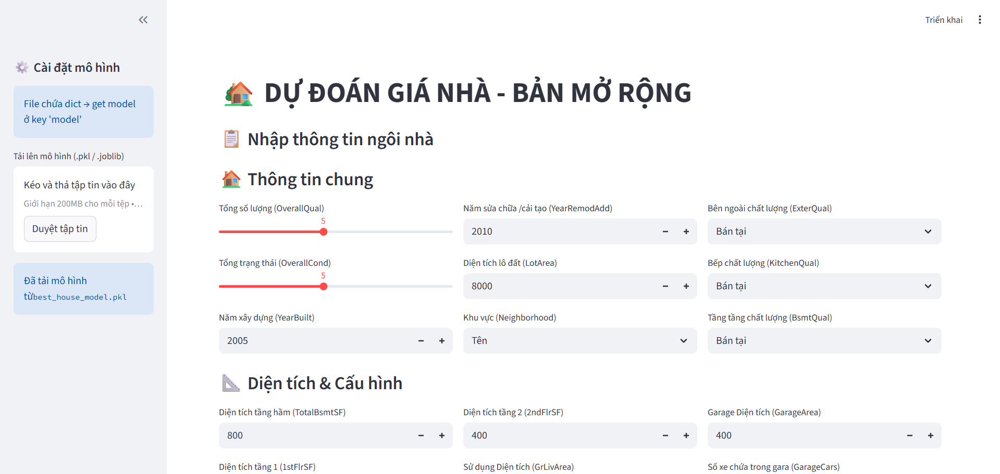 Triển khai
Cài đặt mô hình
File chứa dict → get model
ở key 'model'
Tải lên mô hình (.pkl / .joblib)
Kéo và thả tập tin vào đây
Giới hạn 200MB cho mỗi tệp •...
Duyệt tập tin
Đã tải mô hình
từbest_house_model.pkl
DỰ ĐOÁN GIÁ NHÀ - BẢN MỞ RỘNG
Nhập thông tin ngôi nhà
Thông tin chung
Tổng số lượng (OverallQual)
5
Năm sửa chữa /cải tạo (YearRemodAdd)
2010
Bên ngoài chất lượng (ExterQual)
Bán tại
Tổng trạng thái (OverallCond)
5
Diện tích lô đất (LotArea)
8000
Bếp chất lượng (KitchenQual)
Bán tại
Năm xây dựng (YearBuilt)
2005
Khu vực (Neighborhood)
Tên
Tầng tầng chất lượng (BsmtQual)
Bán tại
Diện tích & Cấu hình
Diện tích tầng hầm (TotalBsmtSF)
800
Diện tích tầng 2 (2ndFlrSF)
400
Garage Diện tích (GarageArea)
400
Diện tích tầng 1 (1stFlrSF)
Sử dụng Diện tích (GrLivArea)
Số xe chứa trong gara (GarageCars)